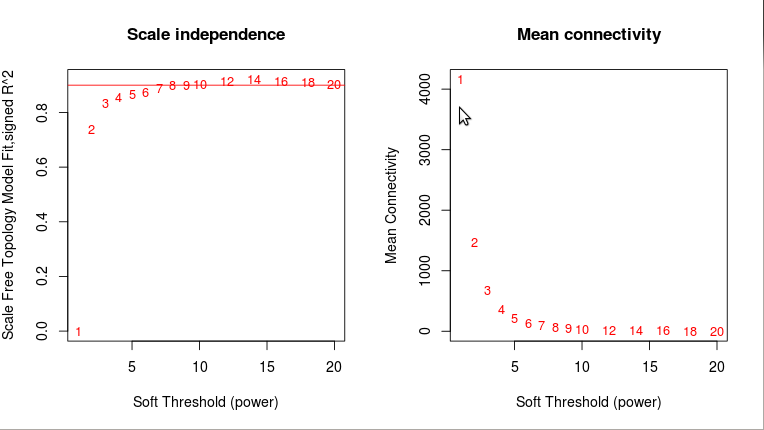 Scale independence
Scale Free Topology Model Fit,signed R^2
0.0 0.2 0.4 0.6 0.8
1 2 3 4 5 6 7 8 9 10 12 14 16 18 20
5 10 15 20
Soft Threshold (power)
Mean connectivity
Mean Connectivity
0 1000 2000 3000 4000
1 2 3 4 5 6 7 8 9 10 12 14 16 18 20
5 10 15 20
Soft Threshold (power)